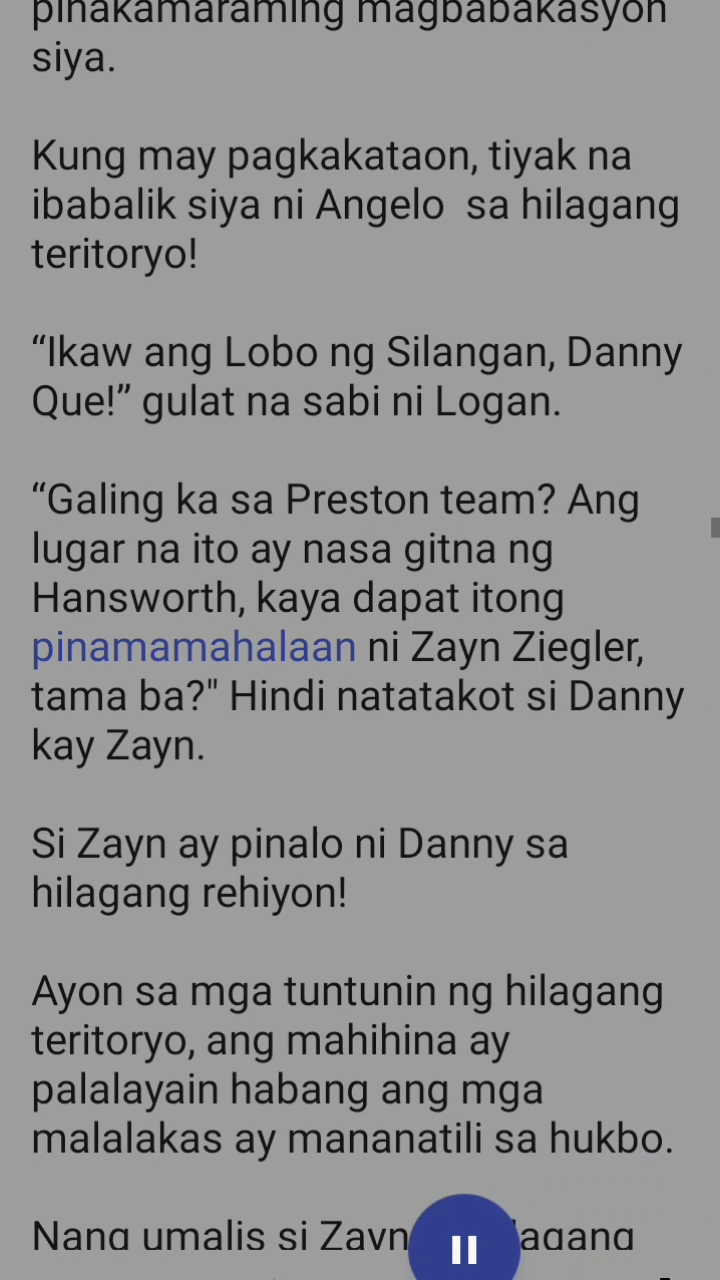 pinakamaraming magbabakasyon
siya.
Kung may pagkakataon, tiyak na
ibabalik siya ni Angelo  sa hilagang
teritoryo!
“Ikaw ang Lobo ng Silangan, Danny
Que!” gulat na sabi ni Logan.
“Galing ka sa Preston team? Ang
lugar na ito ay nasa gitna ng
Hansworth, kaya dapat itong
pinamamahalaan ni Zayn Ziegler,
tama ba?" Hindi natatakot si Danny
kay Zayn.
Si Zayn ay pinalo ni Danny sa
hilagang rehiyon!
Ayon sa mga tuntunin ng hilagang
teritoryo, ang mahihina ay
palalayain habang ang mga
malalakas ay mananatili sa hukbo.
Nang umalis si Zayn